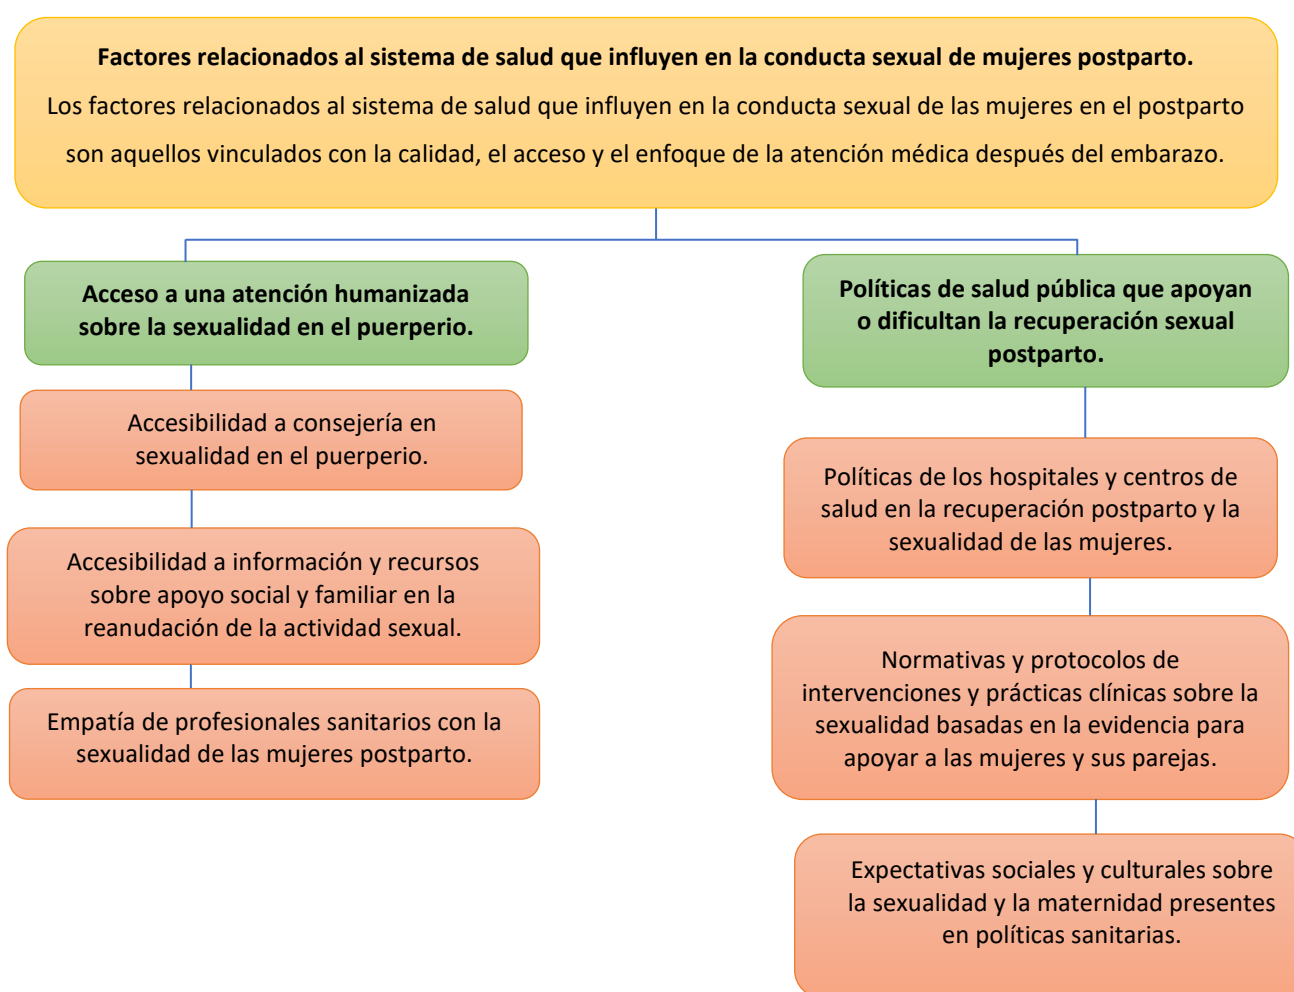 Factores relacionados al sistema de salud que influyen en la conducta sexual de mujeres postparto.
Los factores relacionados al sistema de salud que influyen en la conducta sexual de las mujeres en el postparto
son aquellos vinculados con la calidad, el acceso y el enfoque de la atención médica después del embarazo.
Acceso a una atención humanizada
sobre la sexualidad en el puerperio.
Accesibilidad a consejería en
sexualidad en el puerperio.
Accesibilidad a información y recursos
sobre apoyo social y familiar en la
reanudación de la actividad sexual.
Empatía de profesionales sanitarios con la
sexualidad de las mujeres postparto.
Políticas de salud pública que apoyan
o dificultan la recuperación sexual
postparto.
Políticas de los hospitales y centros de
salud en la recuperación postparto y la
sexualidad de las mujeres.
Normativas y protocolos de
intervenciones y prácticas clínicas sobre la
sexualidad basadas en la evidencia para
apoyar a las mujeres y sus parejas.
Expectativas sociales y culturales sobre
la sexualidad y la maternidad presentes
en políticas sanitarias.